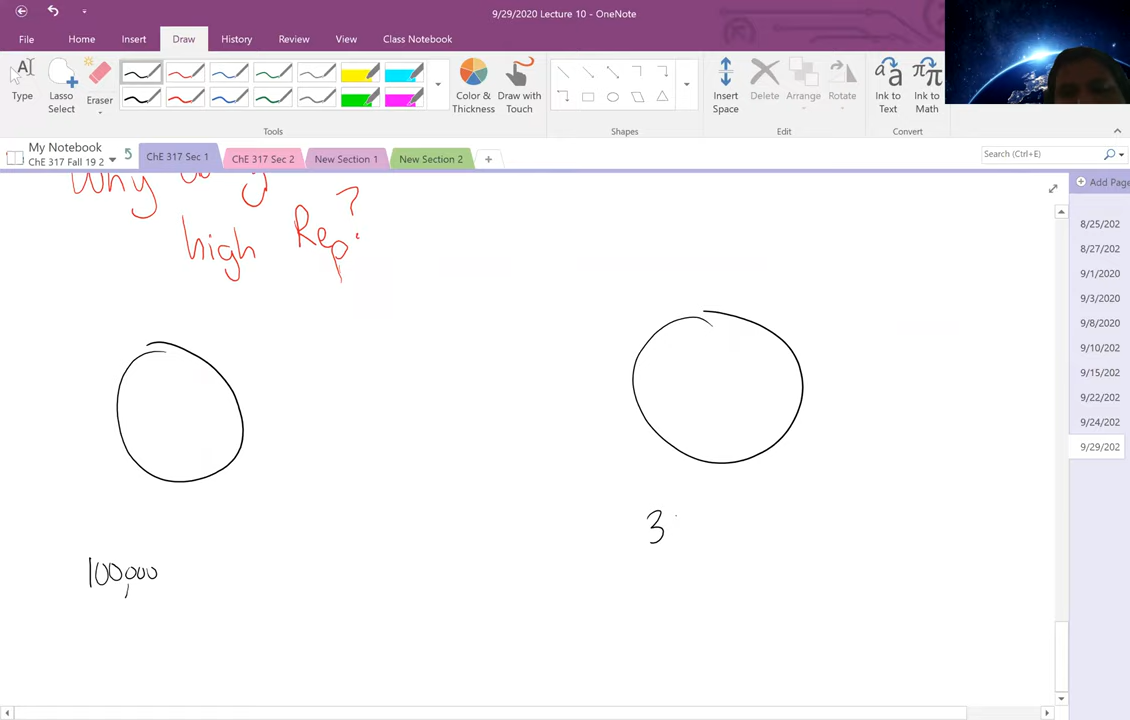 9/29/2020 Lecture 10 - OneNote
File Home Insert Draw History Review View Class Notebook
Type
Lasso Select
Eraser
Color & Thickness
Draw with Touch
Insert Space
Delete
Arrange
Rotate
Ink to Text
Ink to Math
Tools
Shapes
Edit
Convert
My Notebook
ChE 317 Fall 19 2
ChE 317 Sec 1
ChE 317 Sec 2
New Section 1
New Section 2
Search (Ctrl+E)
Add Page
8/25/202
8/27/202
9/1/2020
9/3/2020
9/8/2020
9/10/202
9/15/202
9/22/202
9/24/202
9/29/202
Why
high Rep?
3
100,000